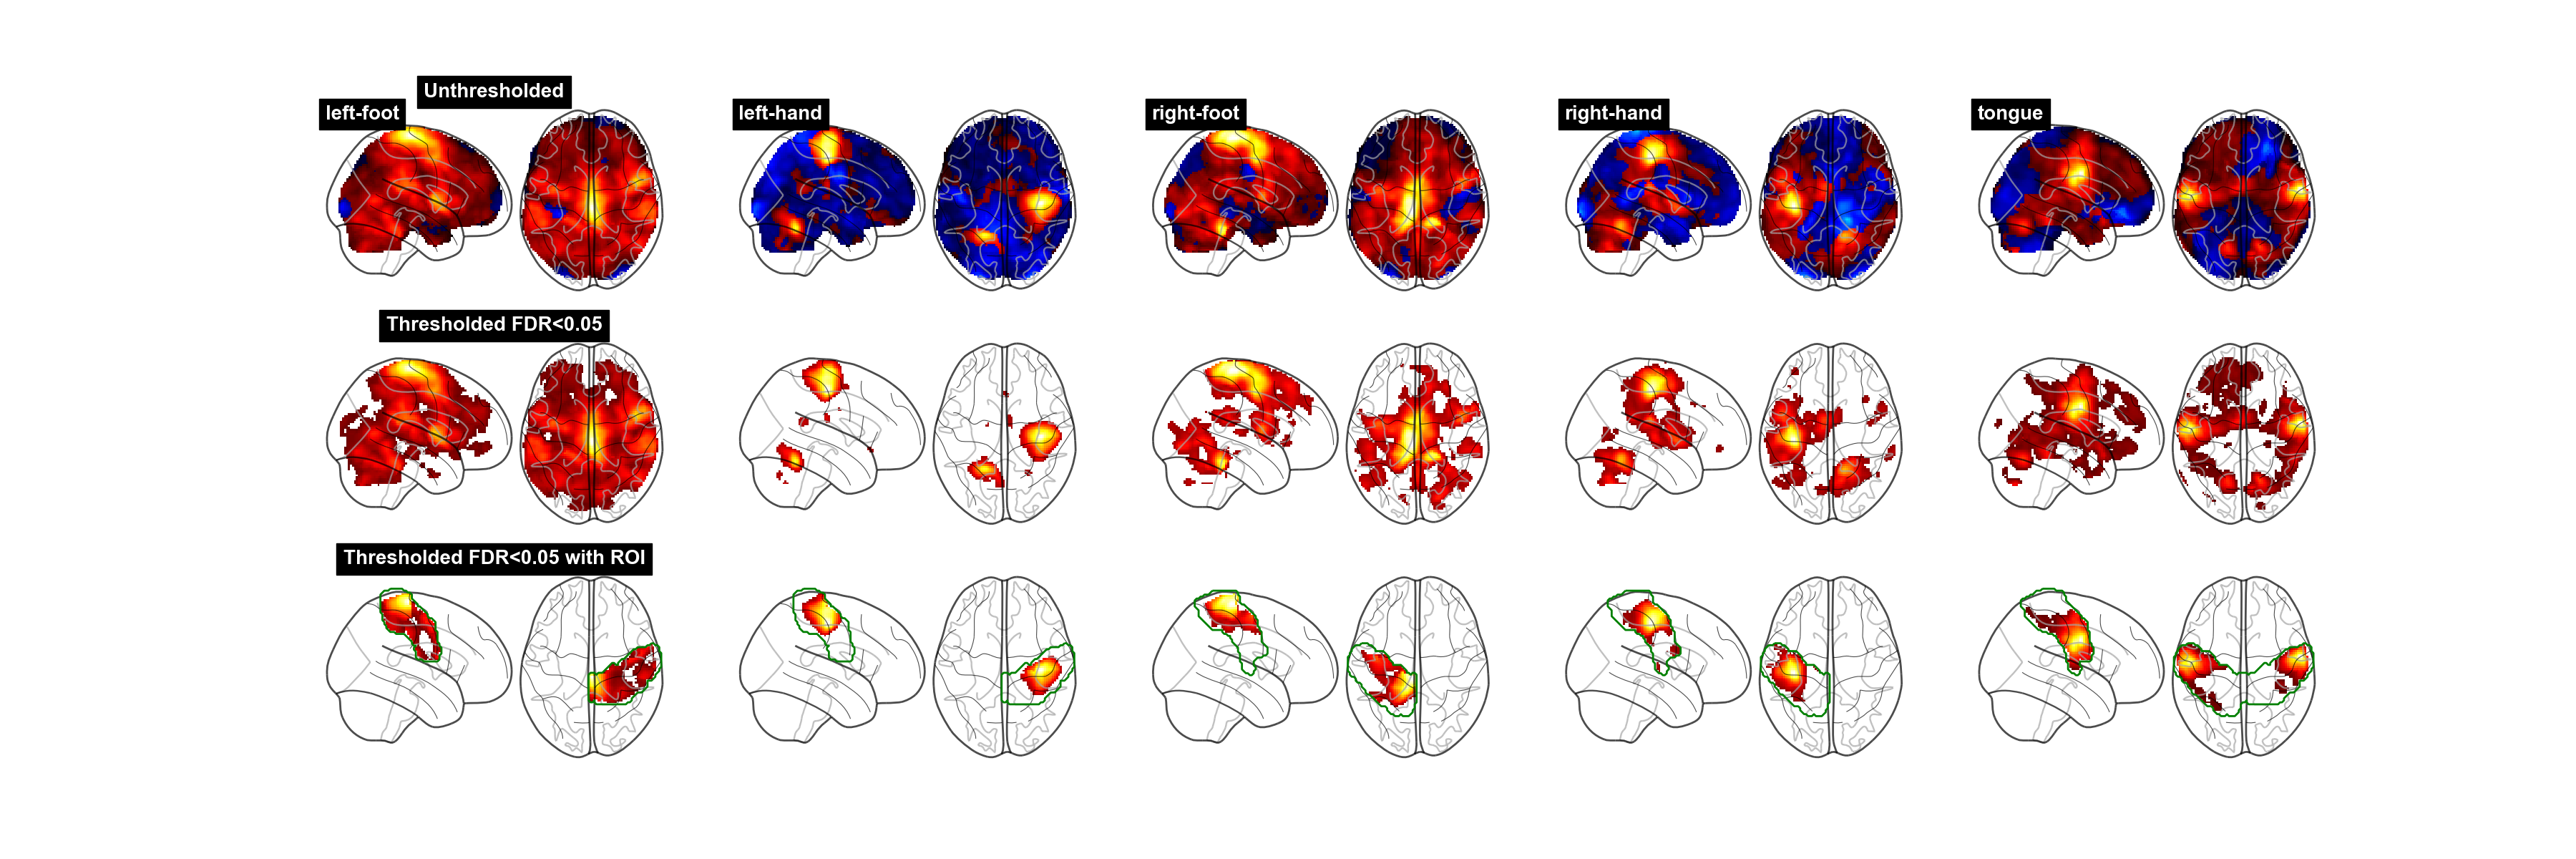 Unthresholded
left-foot
left-hand
right-foot
right-hand
tongue
Thresholded FDR<0.05
Thresholded FDR<0.05 with ROI